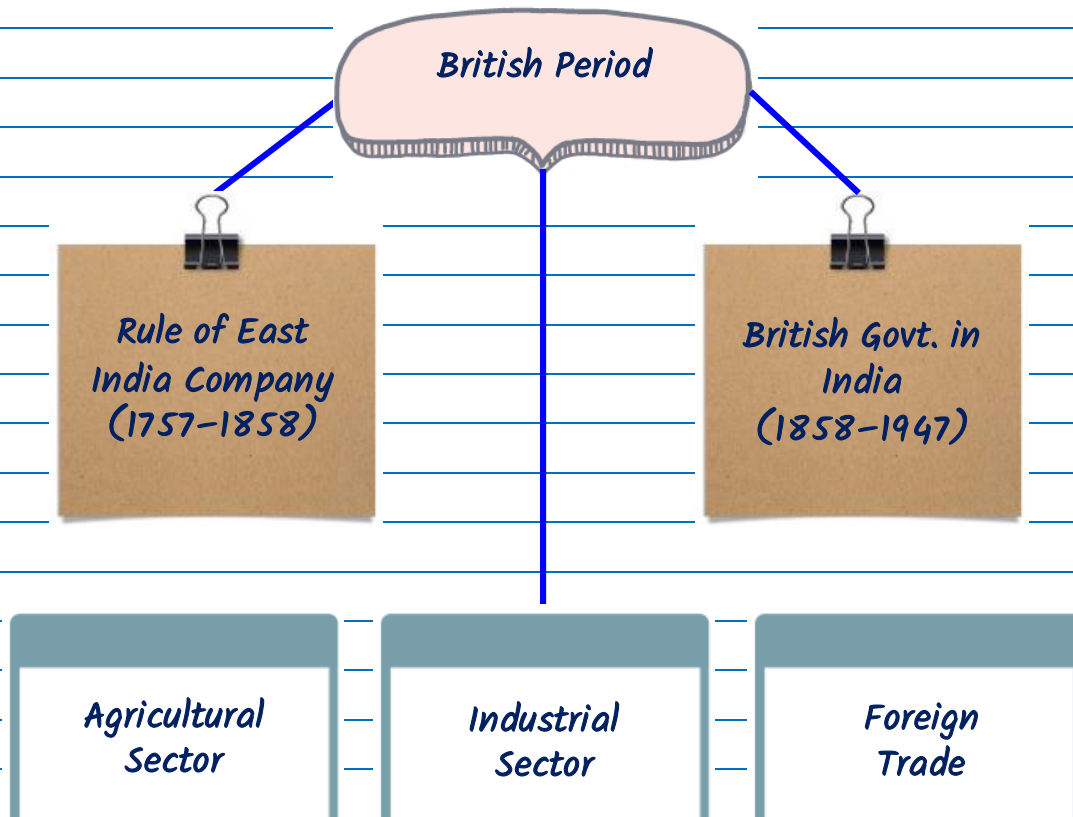 British Period
Rule of East
India Company
(1757–1858)
British Govt. in
India
(1858–1947)
Agricultural
Sector
Industrial
Sector
Foreign
Trade